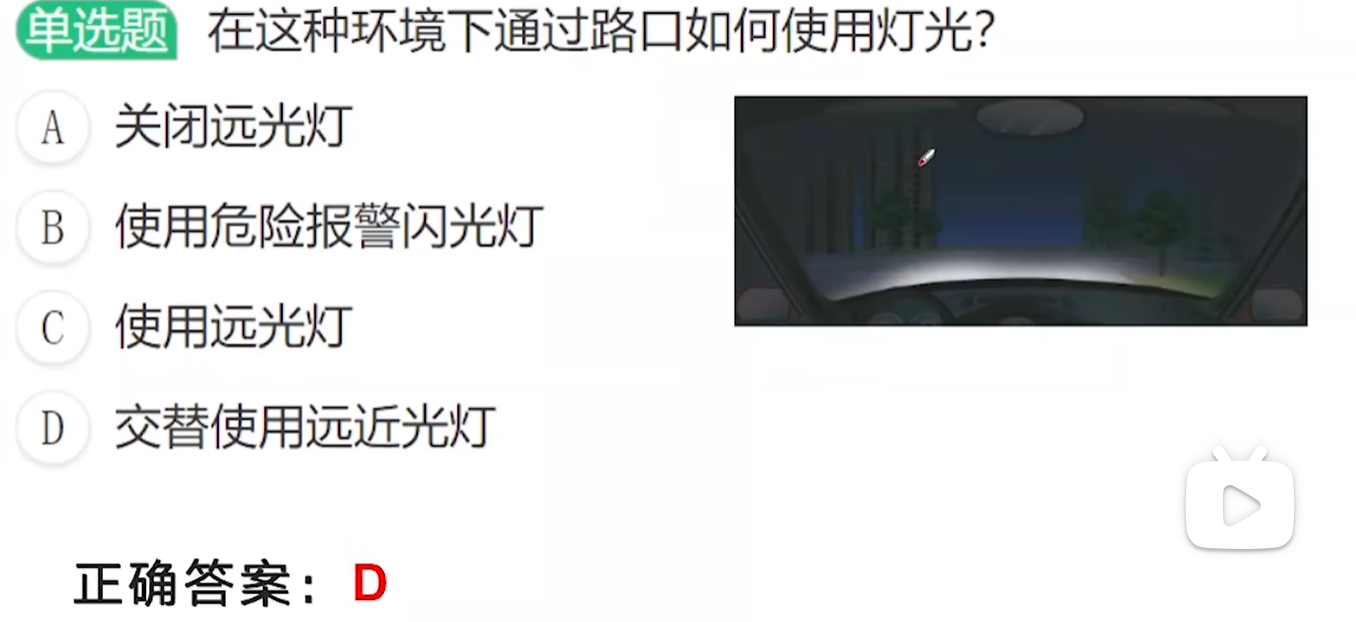 单选题 在这种环境下通过路口如何使用灯光?
A 关闭远光灯
B 使用危险报警闪光灯
C 使用远光灯
D 交替使用远近光灯
正确答案: D